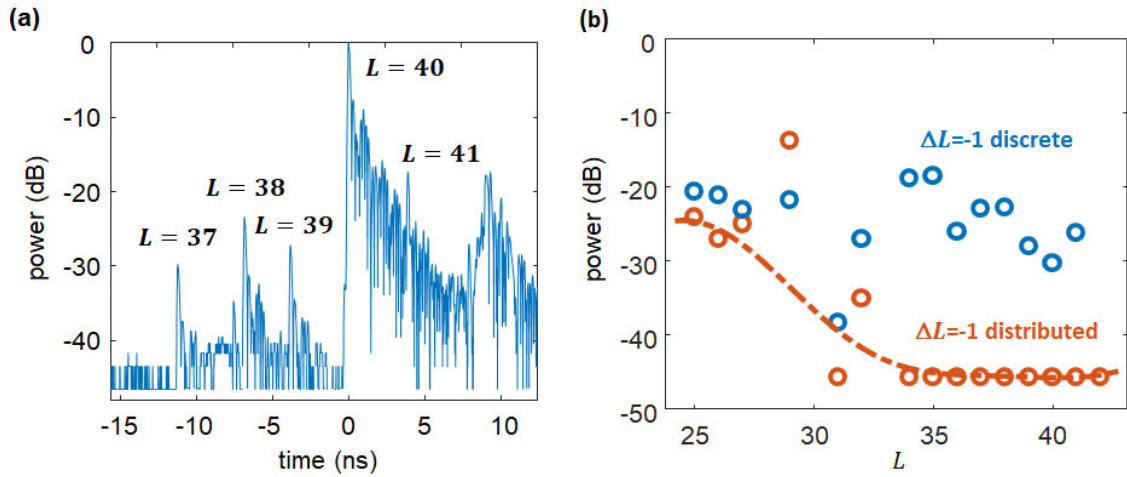 (a)
0
-10
-20
-30
-40
power (dB)
L = 40
L = 41
L = 38
L = 39
L = 37
-15
-10
-5
0
5
10
time (ns)
(b)
0
-10
-20
-30
-40
-50
power (dB)
ΔL=-1 discrete
ΔL=-1 distributed
25
30
35
40
L